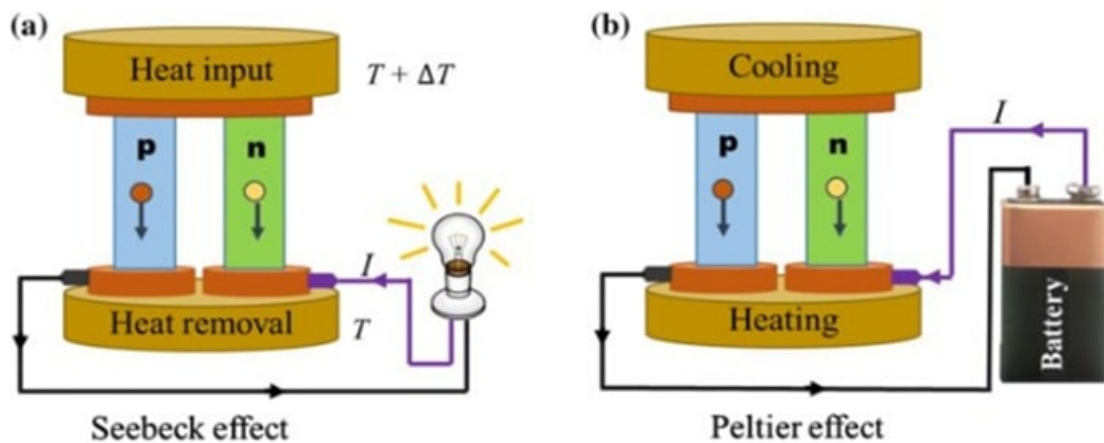 (a)
Heat input
T + ΔT
p
n
I
Heat removal
T
Seebeck effect
(b)
Cooling
I
p
n
Heating
Battery
Peltier effect